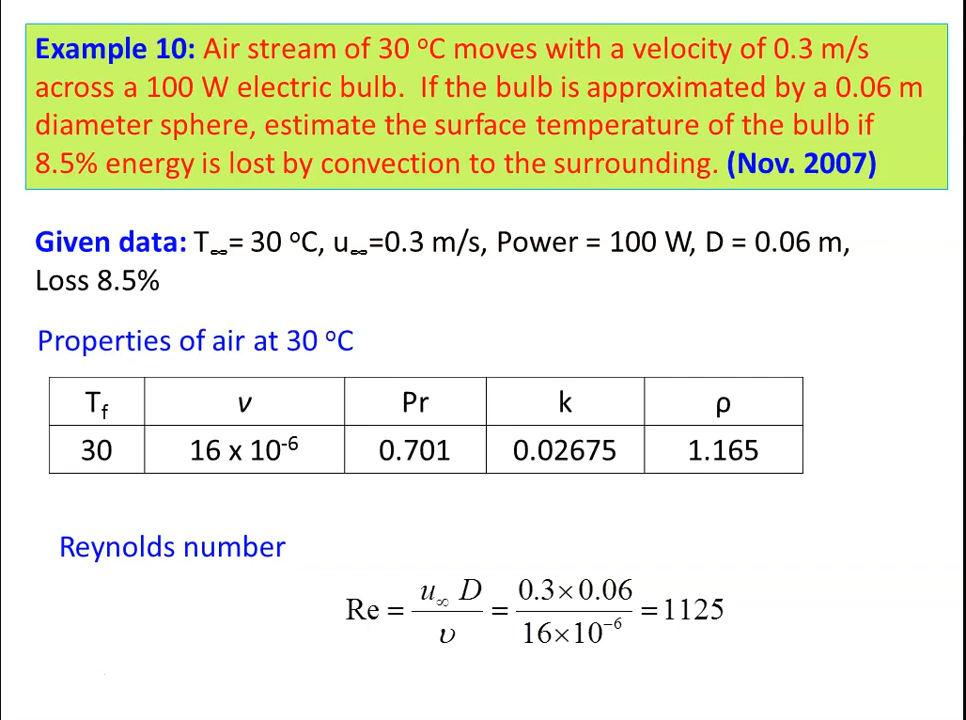 Example 10: Air stream of 30 ºC moves with a velocity of 0.3 m/s
across a 100 W electric bulb. If the bulb is approximated by a 0.06 m
diameter sphere, estimate the surface temperature of the bulb if
8.5% energy is lost by convection to the surrounding. (Nov. 2007)
Given data: T∞= 30 ºC, u∞=0.3 m/s, Power = 100 W, D = 0.06 m,
Loss 8.5%
Properties of air at 30 ºC
Tf ν Pr k ρ
30 16 x 10⁻⁶ 0.701 0.02675 1.165
Reynolds number
Re = u∞ D / υ = 0.3×0.06 / 16×10⁻⁶ = 1125